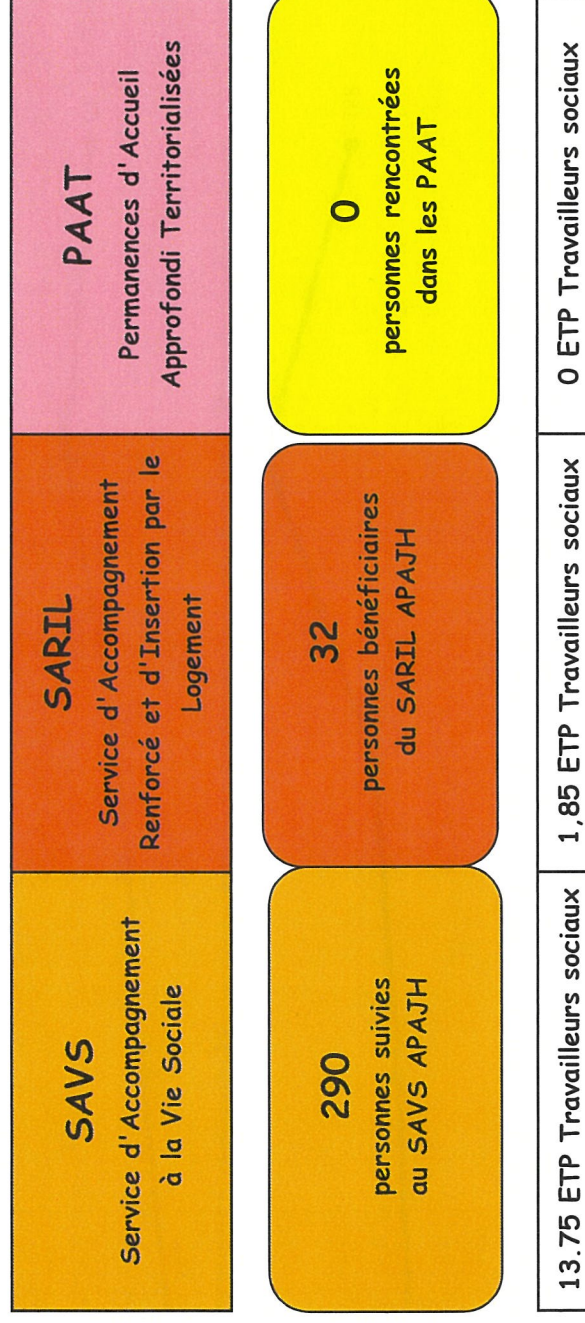 SAVS
Service d'Accompagnement
à la Vie Sociale
SARIL
Service d'Accompagnement
Renforcé et d'Insertion par le
Logement
PAAT
Permanences d'Accueil
Approfondi Territorialisées
290
personnes suivies
au SAVS APAJH
32
personnes bénéficiaires
du SARIL APAJH
0
personnes rencontrées
dans les PAAT
13.75 ETP Travailleurs sociaux
1,85 ETP Travailleurs sociaux
0 ETP Travailleurs sociaux